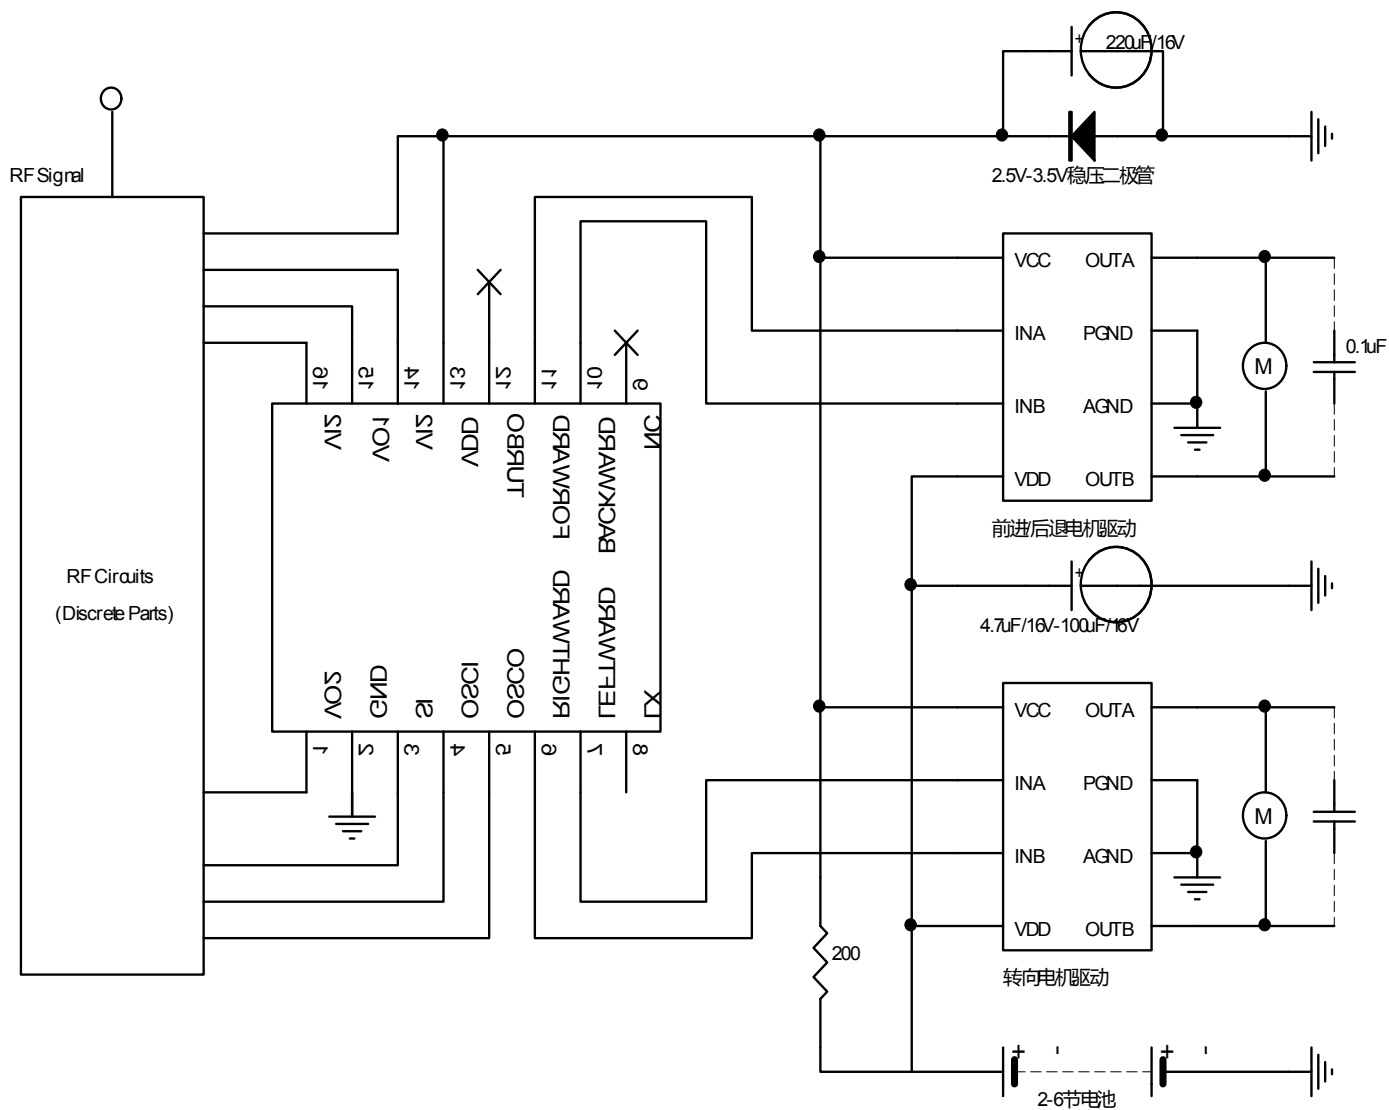 220uF/16V
+
RF Signal
2.5V-3.5V稳压二极管
VCC OUTA
INA PGND
0.1uF
M
INB AGND
VDD OUTB
前进/后退电机驱动
16 15 14 13 12 11 10 9
VI2 VO1 VI2 VDD TURBO FORWARD BACKWARD NC
RF Circuits
(Discrete Parts)
+
4.7uF/16V-100uF/16V
VO2 GND SI OSCI OSCO RIGHTWARD LEFTWARD LX
1 2 3 4 5 6 7 8
VCC OUTA
INA PGND
M
INB AGND
VDD OUTB
200
转向电机驱动
+ - + -
2-6节电池